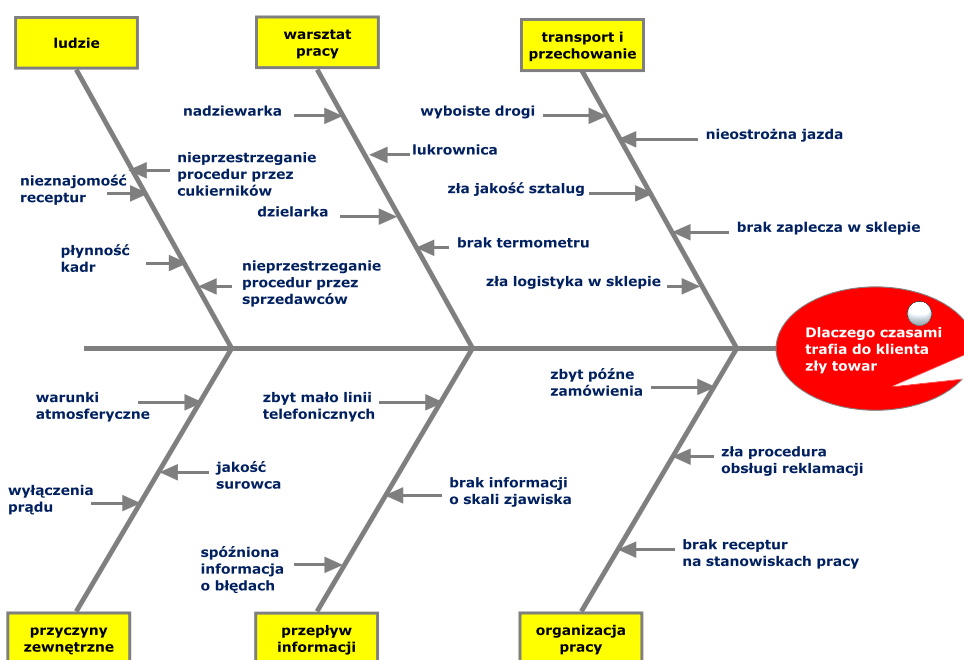 ludzie
warsztat
pracy
transport i
przechowanie
nadziewarka
wyboiste drogi
nieostrożna jazda
lukrownica
nieprzestrzeganie
procedur przez
cukierników
nieznajomość
receptur
zła jakość sztalug
dzielarka
brak zaplecza w sklepie
płynność
kadr
brak termometru
nieprzestrzeganie
procedur przez
sprzedawców
zła logistyka w sklepie
Dlaczego czasami
trafia do klienta
zły towar
zbyt późne
zamówienia
warunki
atmosferyczne
zbyt mało linii
telefonicznych
zła procedura
obsługi reklamacji
jakość
surowca
brak informacji
o skali zjawiska
wyłączenia
prądu
spóźniona
informacja
o błędach
brak receptur
na stanowiskach pracy
przyczyny
zewnętrzne
przepływ
informacji
organizacja
pracy